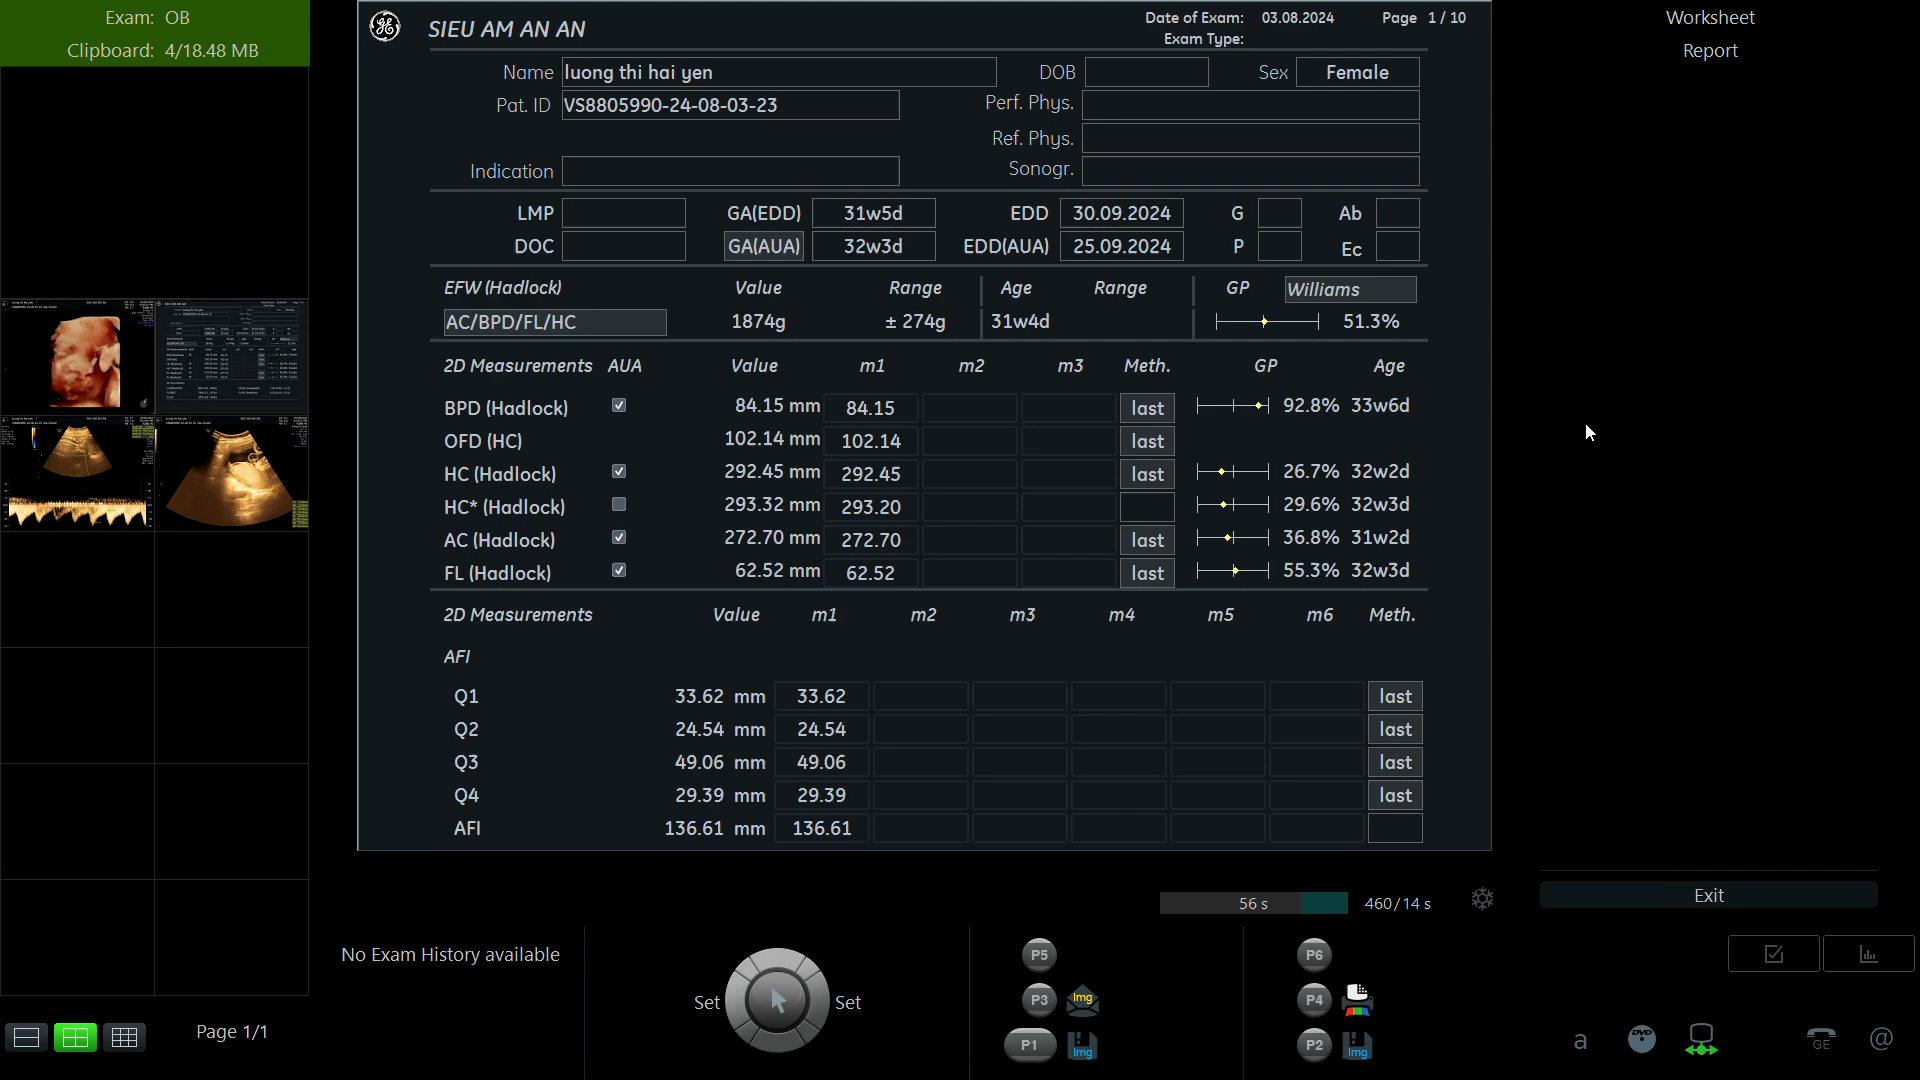 Exam: OB
Clipboard: 4/18.48 MB
SIEU AM AN AN
Date of Exam: 03.08.2024 Page 1 / 10
Exam Type:
Name luong thi hai yen DOB Sex Female
Pat. ID VS8805990-24-08-03-23 Perf. Phys.
Ref. Phys.
Indication Sonogr.
LMP GA(EDD) 31w5d EDD 30.09.2024 G Ab
DOC GA(AUA) 32w3d EDD(AUA) 25.09.2024 P Ec
EFW (Hadlock) Value Range Age Range GP Williams
AC/BPD/FL/HC 1874g ± 274g 31w4d 51.3%
2D Measurements AUA Value m1 m2 m3 Meth. GP Age
BPD (Hadlock) 84.15 mm 84.15 last 92.8% 33w6d
OFD (HC) 102.14 mm 102.14 last
HC (Hadlock) 292.45 mm 292.45 last 26.7% 32w2d
HC* (Hadlock) 293.32 mm 293.20 29.6% 32w3d
AC (Hadlock) 272.70 mm 272.70 last 36.8% 31w2d
FL (Hadlock) 62.52 mm 62.52 last 55.3% 32w3d
2D Measurements Value m1 m2 m3 m4 m5 m6 Meth.
AFI
Q1 33.62 mm 33.62 last
Q2 24.54 mm 24.54 last
Q3 49.06 mm 49.06 last
Q4 29.39 mm 29.39 last
AFI 136.61 mm 136.61
Worksheet
Report
56 s 460/14 s
Exit
No Exam History available
Set Set
P5
P3 Img
P1 Img
P6
P4
P2 Img
Page 1/1
a DVD GE @